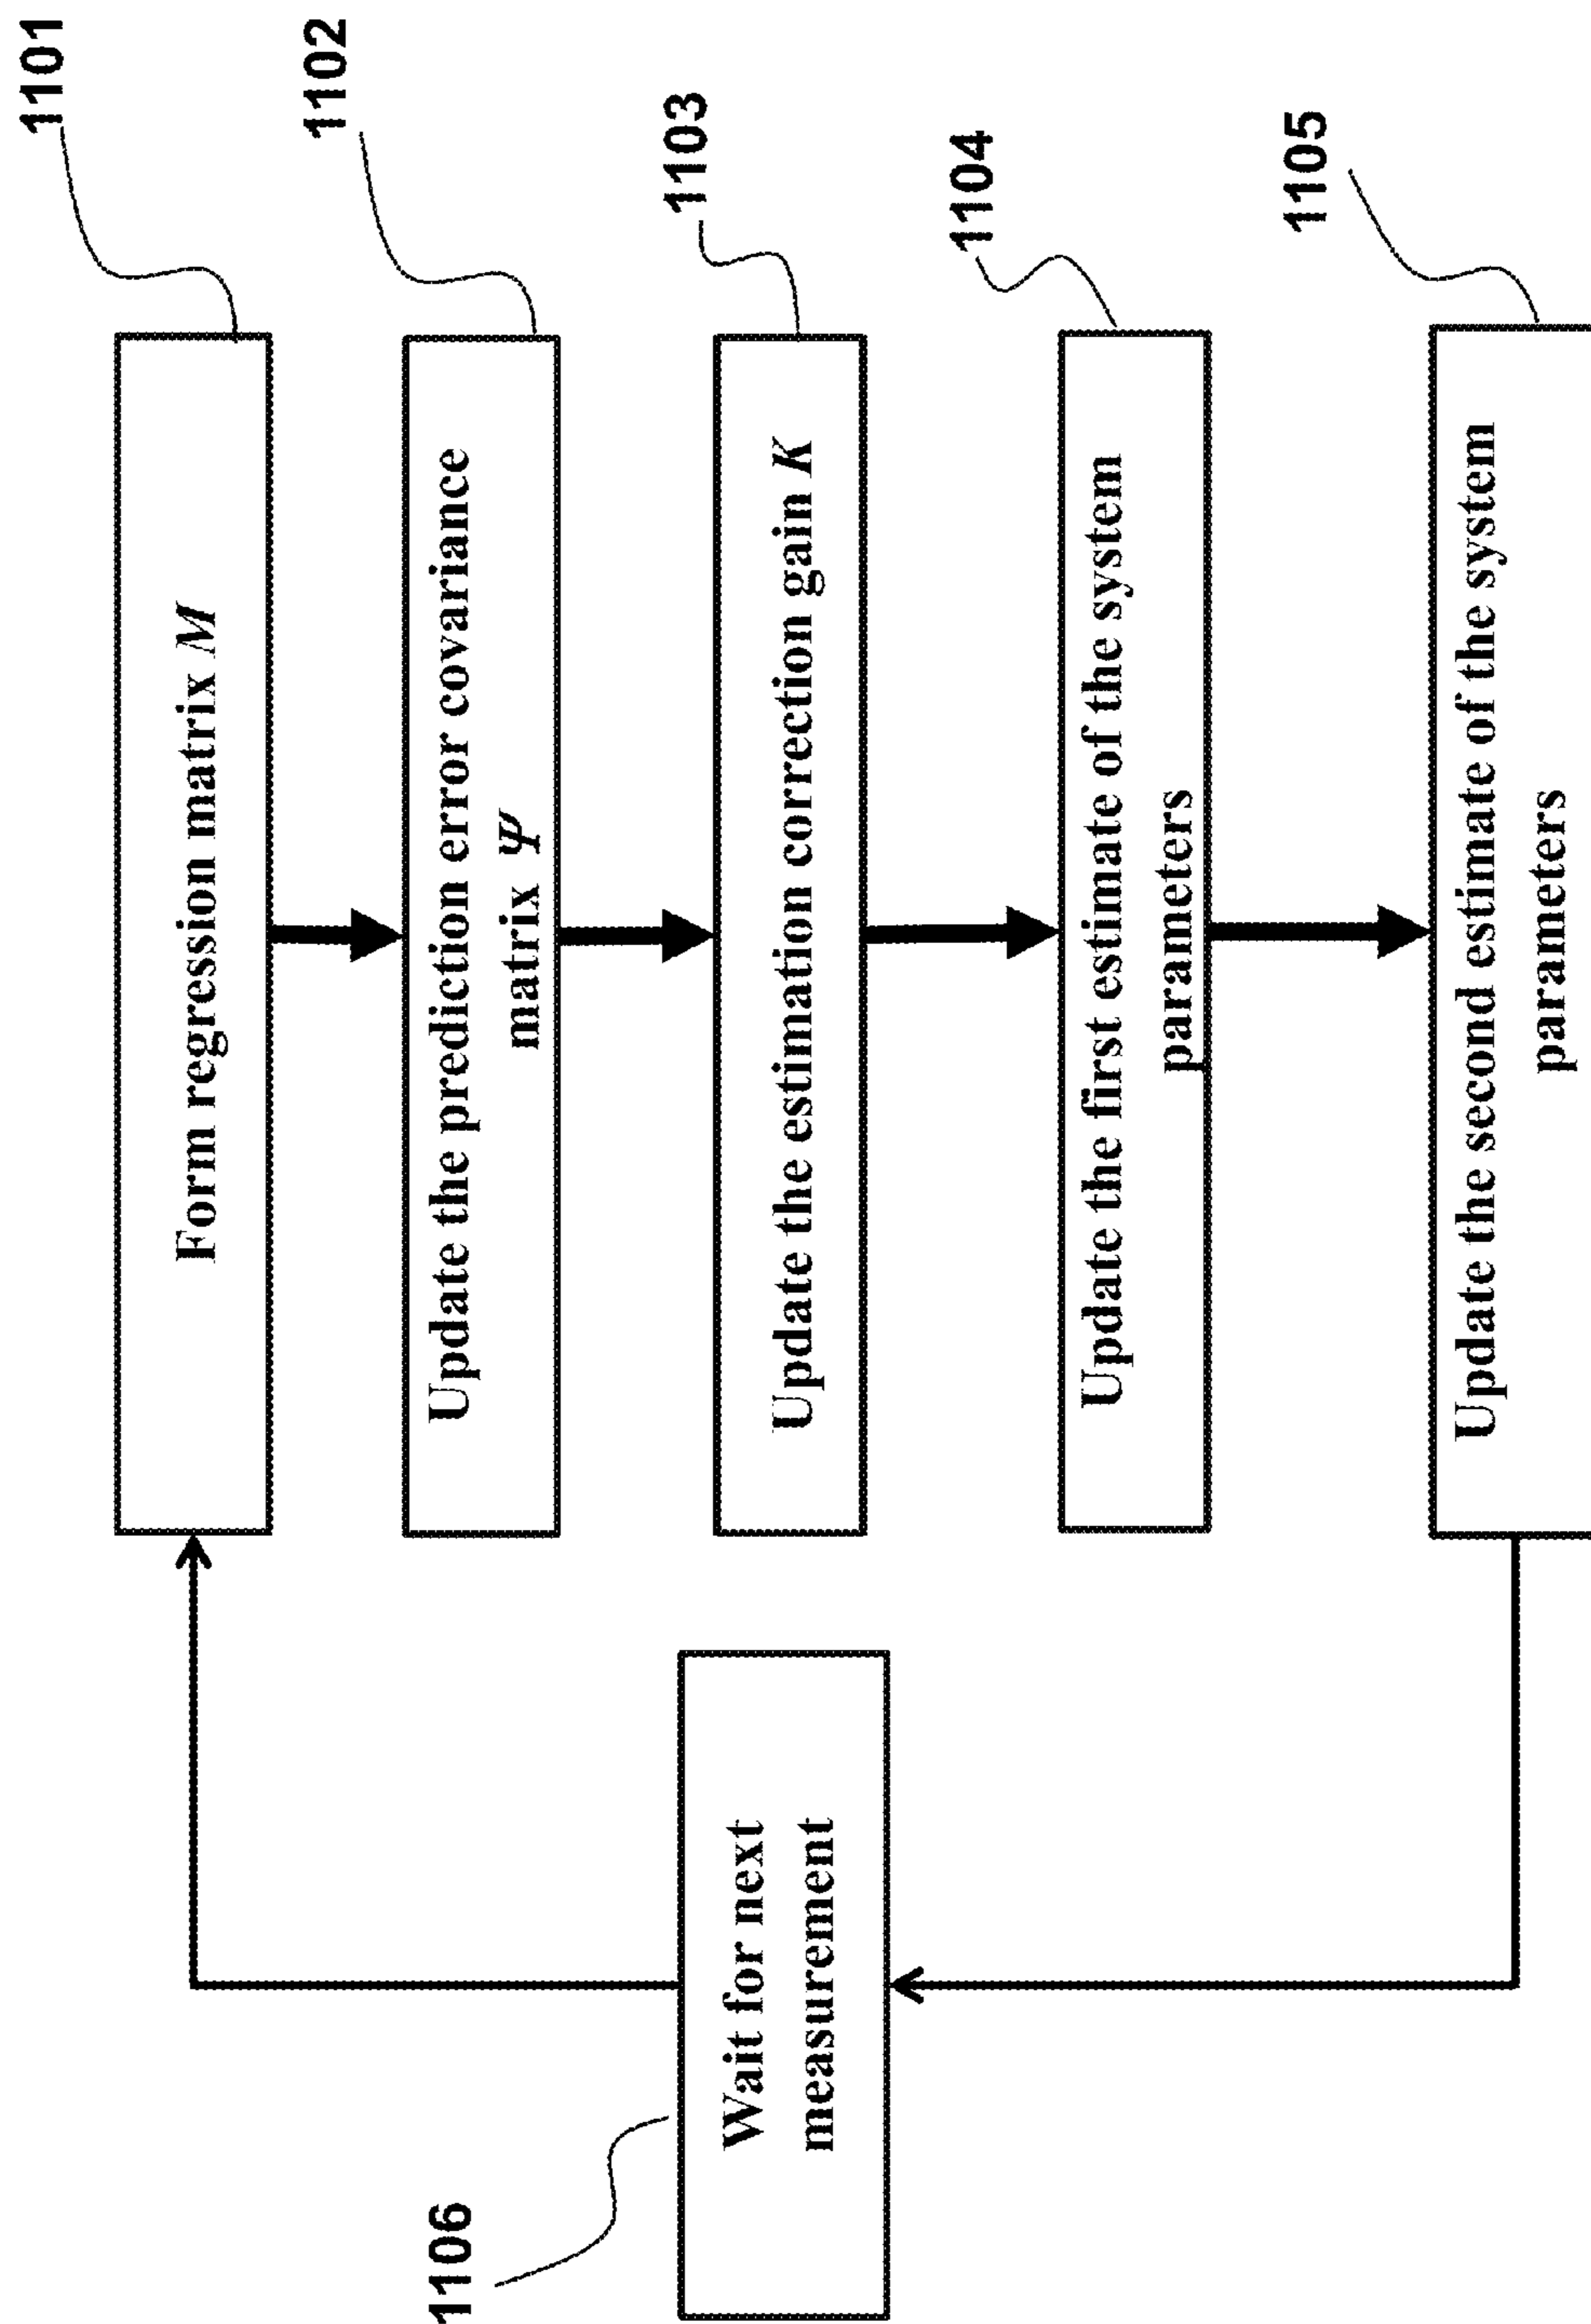 1101
Form regression matrix M
1102
Update the prediction error covariance
matrix Ψ
1103
Update the estimation correction gain K
1104
Update the first estimate of the system
parameters
1105
Update the second estimate of the system
parameters
1106
Wait for next
measurement